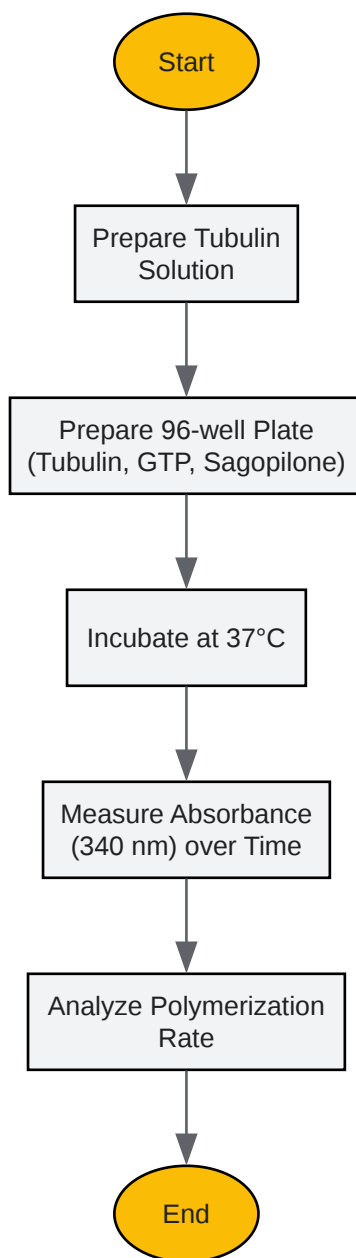 Start
Prepare Tubulin
Solution
Prepare 96-well Plate
(Tubulin, GTP, Sagopilone)
Incubate at 37°C
Measure Absorbance
(340 nm) over Time
Analyze Polymerization
Rate
End